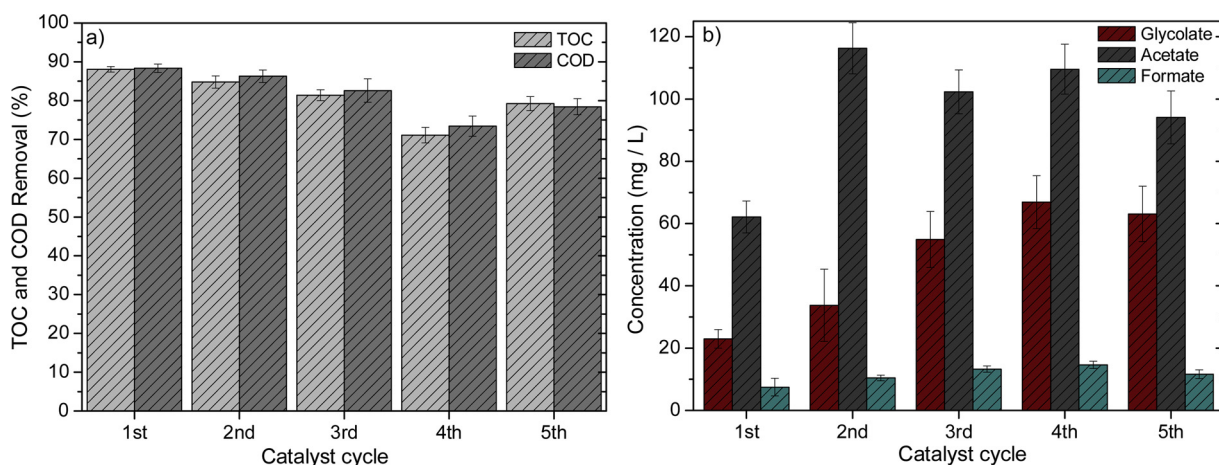 a)
TOC
COD
TOC and COD Removal (%)
100
90
80
70
60
50
40
30
20
10
0
1st 2nd 3rd 4th 5th
Catalyst cycle
b)
Glycolate
Acetate
Formate
Concentration (mg / L)
120
100
80
60
40
20
0
1st 2nd 3rd 4th 5th
Catalyst cycle